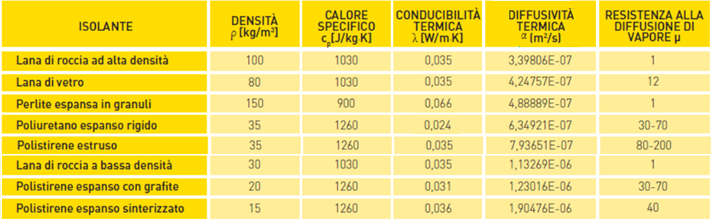 ISOLANTE
DENSITÀ
ρ [kg/m³]
CALORE
SPECIFICO
cp[J/kg K]
CONDUCIBILITÀ
TERMICA
λ [W/m·K]
DIFFUSIVITÀ
TERMICA
α (m²/s)
RESISTENZA ALLA
DIFFUSIONE DI
VAPORE µ
Lana di roccia ad alta densità 100 1030 0,035 3,39806E-07 1
Lana di vetro 80 1030 0,035 4,24757E-07 12
Perlite espansa in granuli 150 900 0,066 4,88889E-07 1
Poliuretano espanso rigido 35 1260 0,024 6,34921E-07 30-70
Polistirene estruso 35 1260 0,035 7,93651E-07 80-200
Lana di roccia a bassa densità 30 1030 0,035 1,13269E-06 1
Polistirene espanso con grafite 20 1260 0,031 1,23016E-06 30-70
Polistirene espanso sinterizzato 15 1260 0,036 1,90476E-06 40